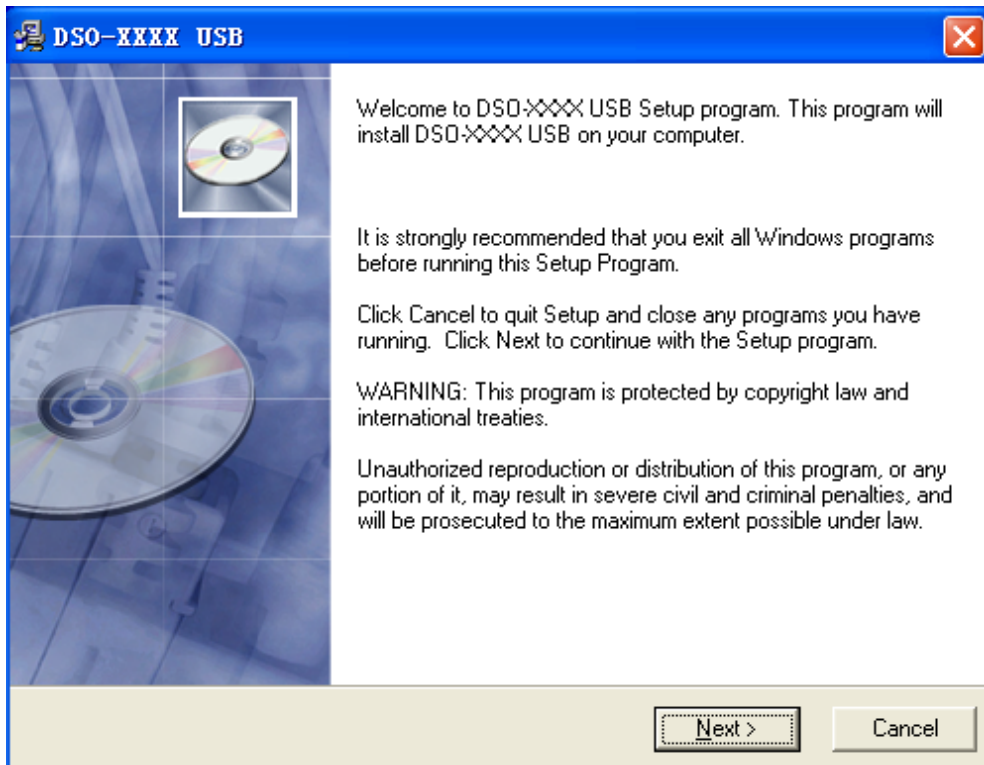 DSO-XXXX USB
Welcome to DSO-XXXX USB Setup program. This program will
install DSO-XXXX USB on your computer.
It is strongly recommended that you exit all Windows programs
before running this Setup Program.
Click Cancel to quit Setup and close any programs you have
running.  Click Next to continue with the Setup program.
WARNING: This program is protected by copyright law and
international treaties.
Unauthorized reproduction or distribution of this program, or any
portion of it, may result in severe civil and criminal penalties, and
will be prosecuted to the maximum extent possible under law.
Next >
Cancel